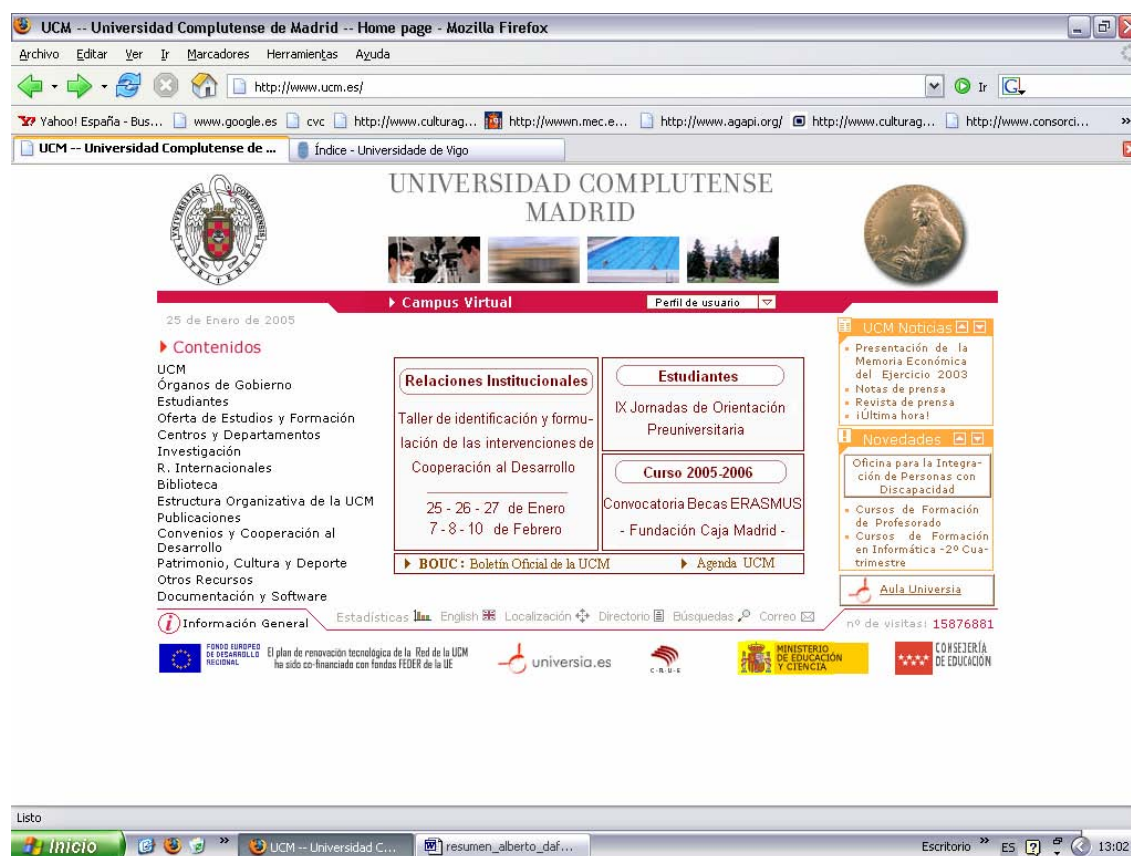 UCM -- Universidad Complutense de Madrid -- Home page - Mozilla Firefox
Archivo Editar Ver Ir Marcadores Herramientas Ayuda
http://www.ucm.es/
Ir
Yahoo! España - Bus... www.google.es cvc http://www.culturag... http://wwwn.mec.e... http://www.agapi.org/ http://www.culturag... http://www.consorci... »
UCM -- Universidad Complutense de ... Índice - Universidade de Vigo
UNIVERSIDAD COMPLUTENSE
MADRID
Campus Virtual
Perfil de usuario
25 de Enero de 2005
Contenidos
UCM
Órganos de Gobierno
Estudiantes
Oferta de Estudios y Formación
Centros y Departamentos
Investigación
R. Internacionales
Biblioteca
Estructura Organizativa de la UCM
Publicaciones
Convenios y Cooperación al
Desarrollo
Patrimonio, Cultura y Deporte
Otros Recursos
Documentación y Software
Información General
Relaciones Institucionales
Taller de identificación y formu-
lación de las intervenciones de
Cooperación al Desarrollo
25 - 26 - 27 de Enero
7 - 8 - 10 de Febrero
Estudiantes
IX Jornadas de Orientación
Preuniversitaria
Curso 2005-2006
Convocatoria Becas ERASMUS
- Fundación Caja Madrid -
BOUC: Boletín Oficial de la UCM
Agenda UCM
UCM Noticias
Presentación de la
Memoria Económica
del Ejercicio 2003
Notas de prensa
Revista de prensa
¡Última hora!
Novedades
Oficina para la Integra-
ción de Personas con
Discapacidad
Cursos de Formación
de Profesorado
Cursos de Formación
en Informática -2º Cua-
trimestre
Aula Universia
Estadísticas English Localización Directorio Búsquedas Correo
nº de visitas: 15876881
FONDO EUROPEO
DE DESARROLLO
REGIONAL
El plan de renovación tecnológica de la Red de la UCM
ha sido co-financiado con fondos FEDER de la UE
universia.es
C-R-U-E
MINISTERIO
DE EDUCACIÓN
Y CIENCIA
CONSEJERÍA
DE EDUCACIÓN
Listo
Inicio » UCM -- Universidad C... resumen_alberto_daf... Escritorio » ES 13:02